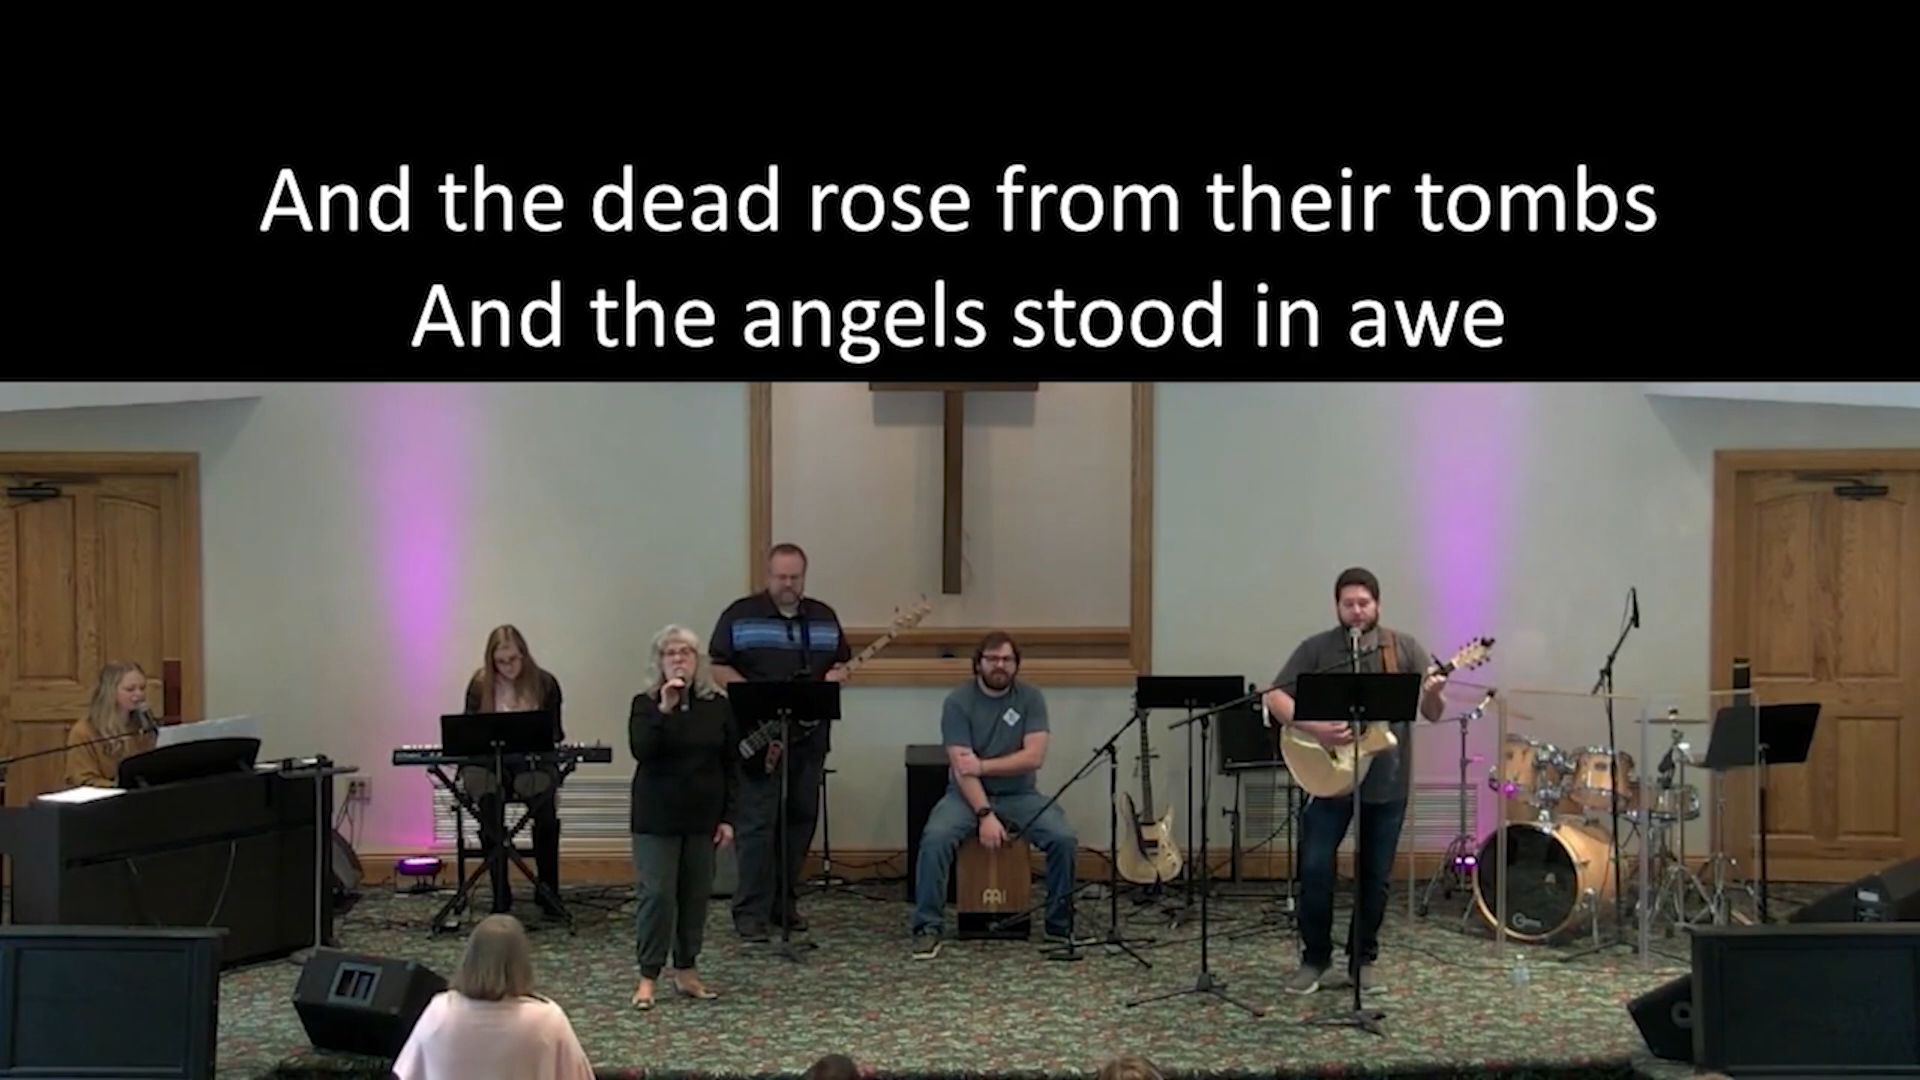 And the dead rose from their tombs
And the angels stood in awe